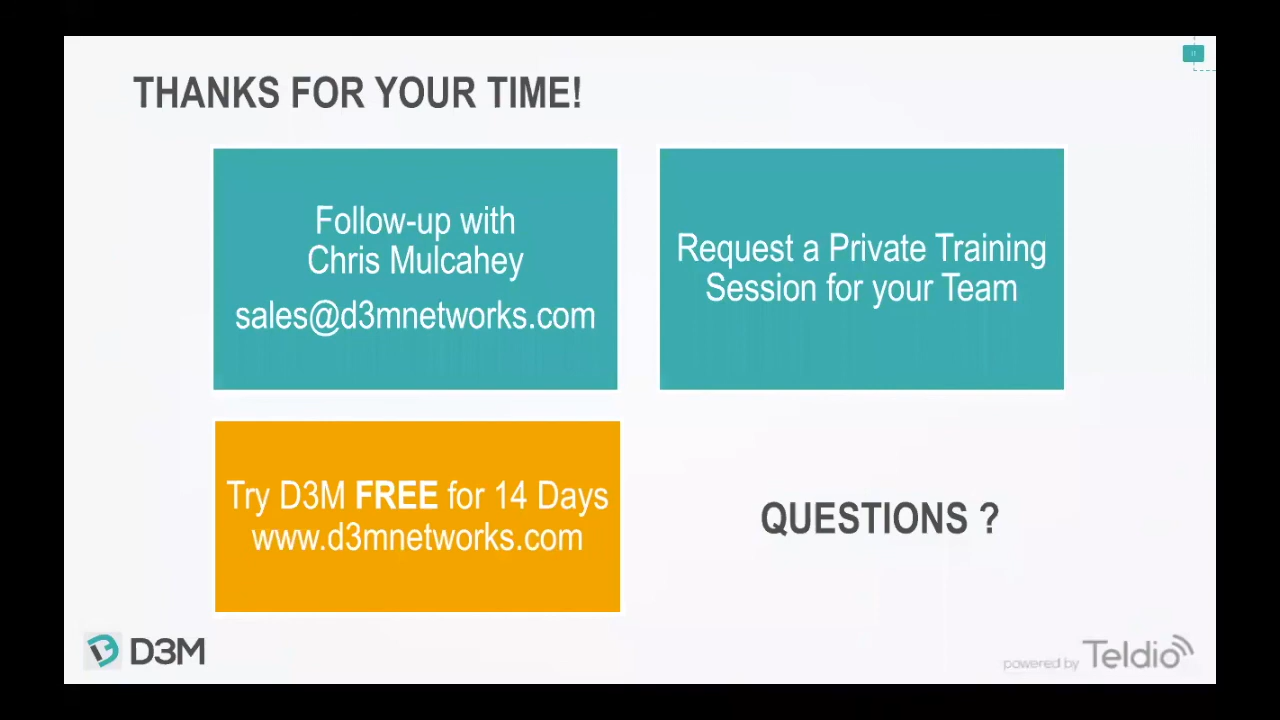 THANKS FOR YOUR TIME!
Follow-up with
Chris Mulcahey
sales@d3mnetworks.com
Request a Private Training
Session for your Team
Try D3M FREE for 14 Days
www.d3mnetworks.com
QUESTIONS ?
D3M
powered by Teldio